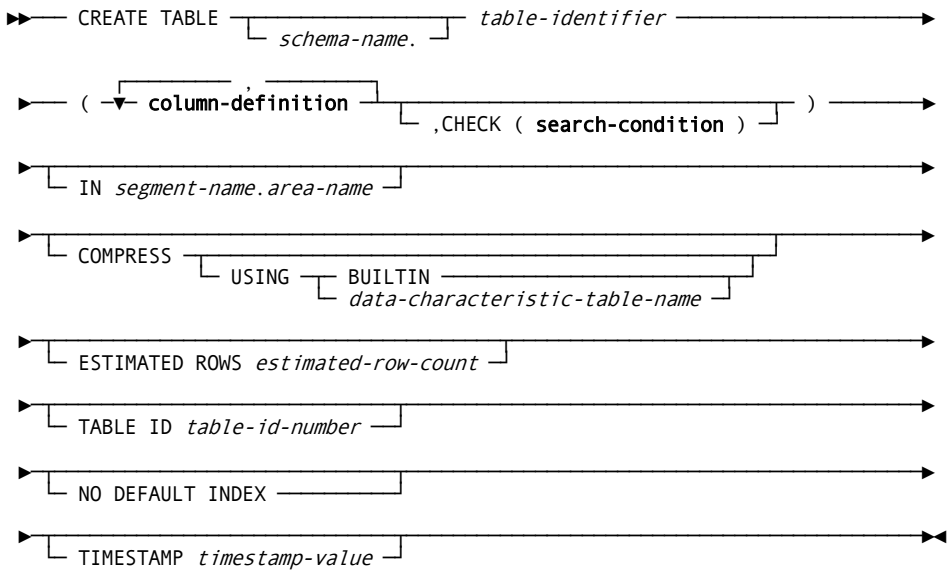 CREATE TABLE table-identifier
schema-name.
,
( column-definition )
,CHECK ( search-condition )
IN segment-name.area-name
COMPRESS
USING BUILTIN
data-characteristic-table-name
ESTIMATED ROWS estimated-row-count
TABLE ID table-id-number
NO DEFAULT INDEX
TIMESTAMP timestamp-value